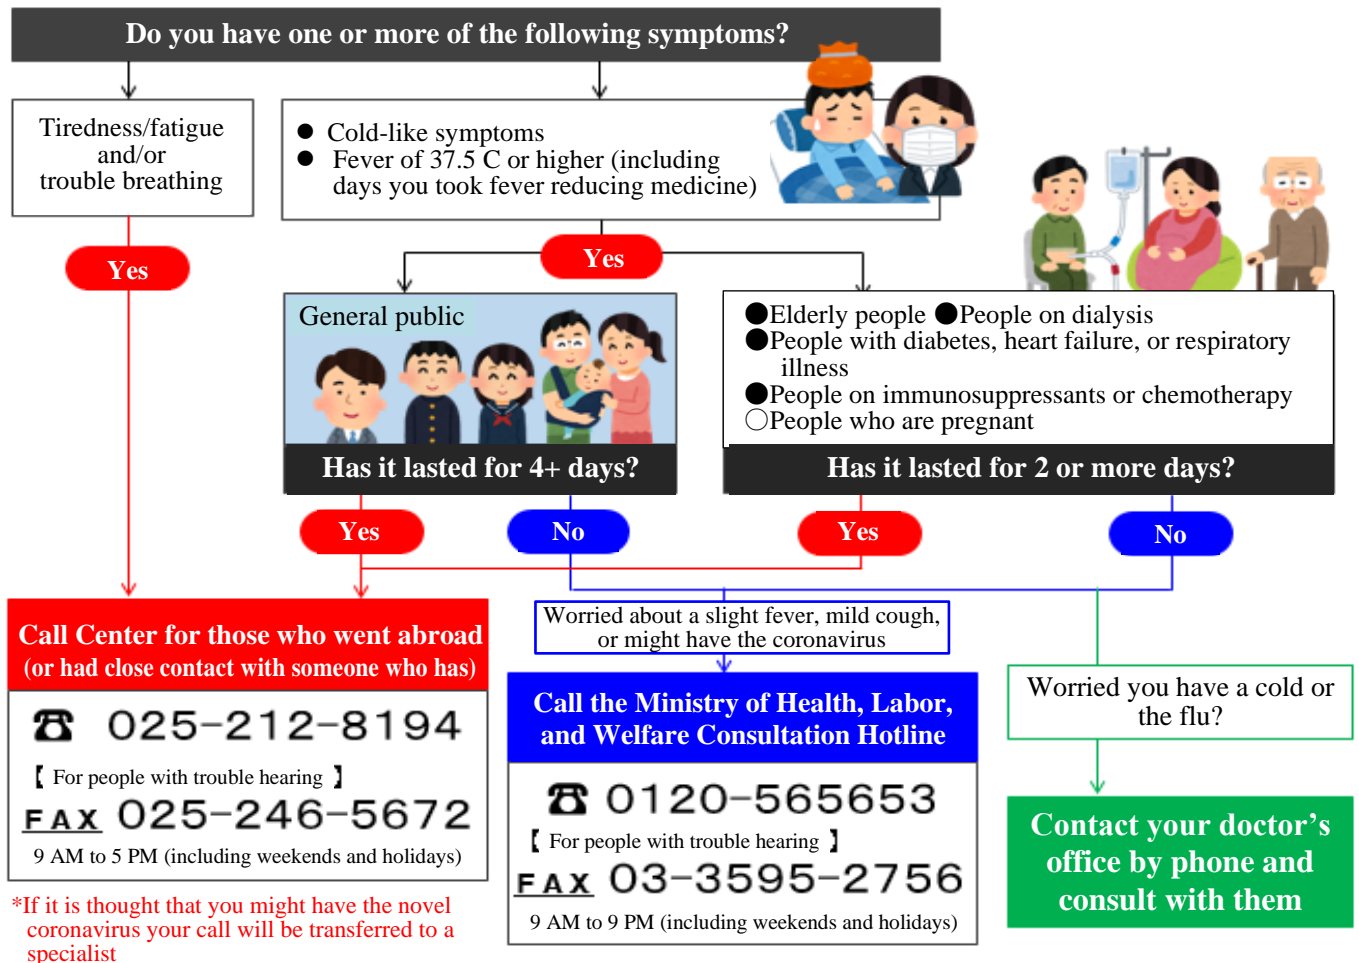 Do you have one or more of the following symptoms?
Tiredness/fatigue
and/or
trouble breathing
● Cold-like symptoms
● Fever of 37.5 C or higher (including
days you took fever reducing medicine)
Yes
Yes
General public
●Elderly people ●People on dialysis
●People with diabetes, heart failure, or respiratory
illness
●People on immunosuppressants or chemotherapy
○People who are pregnant
Has it lasted for 4+ days?
Has it lasted for 2 or more days?
Yes
No
Yes
No
Call Center for those who went abroad
(or had close contact with someone who has)
☎ 025-212-8194
【 For people with trouble hearing 】
FAX 025-246-5672
9 AM to 5 PM (including weekends and holidays)
*If it is thought that you might have the novel
coronavirus your call will be transferred to a
specialist
Worried about a slight fever, mild cough,
or might have the coronavirus
Call the Ministry of Health, Labor,
and Welfare Consultation Hotline
☎ 0120-565653
【 For people with trouble hearing 】
FAX 03-3595-2756
9 AM to 9 PM (including weekends and holidays)
Worried you have a cold or
the flu?
Contact your doctor's
office by phone and
consult with them